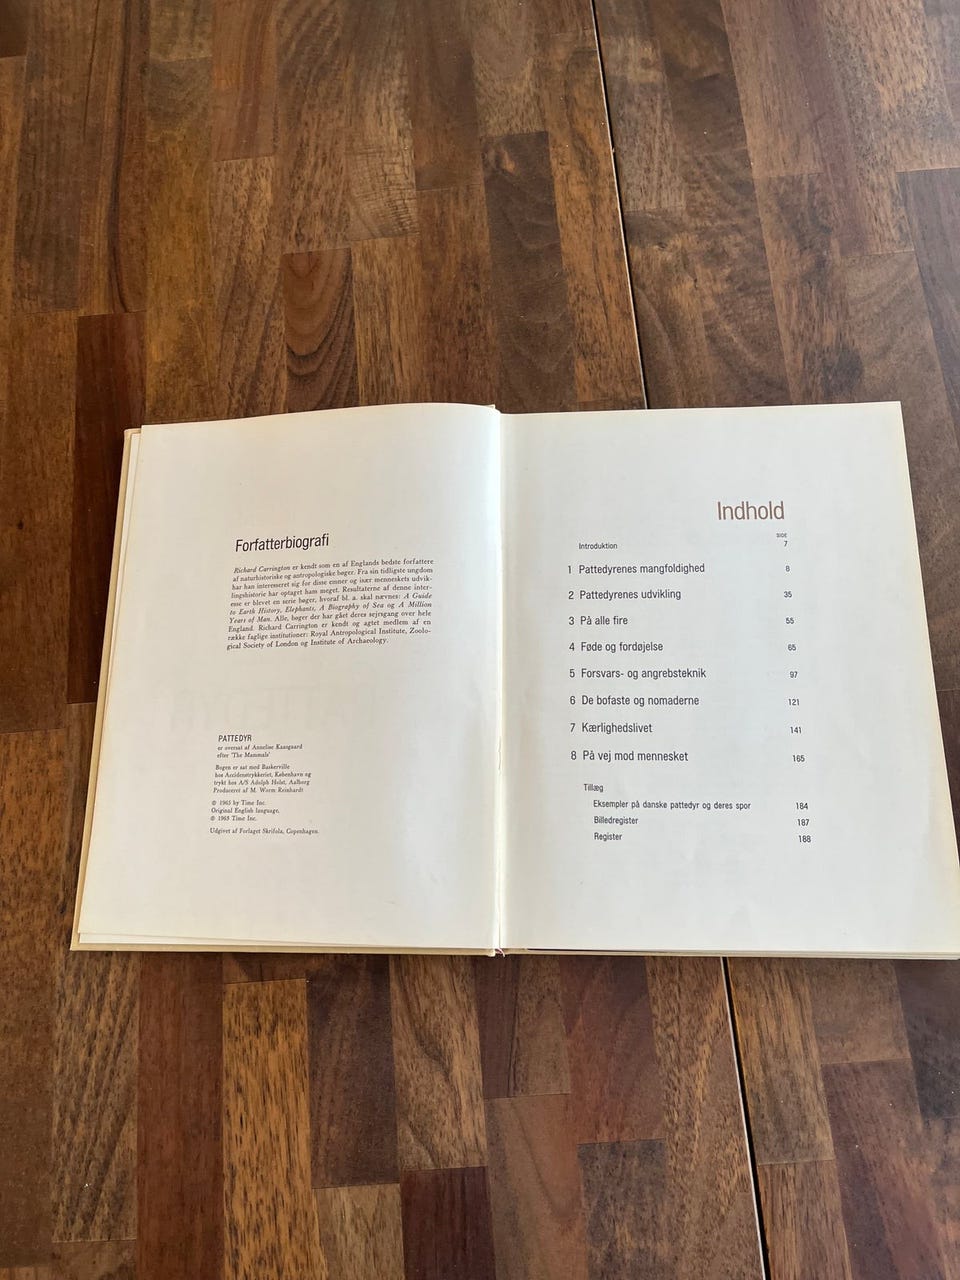 Forfatterbiografi
Richard Carrington er kendt som en af Englands bedste forfattere
af naturhistoriske og antropologiske bøger. Fra sin tidligste ungdom
har han interesseret sig for disse emner og især menneskets udvik-
lingshistorie har optaget ham meget. Resultaterne af denne inter-
esse er blevet en serie bøger, hvoraf bl. a. skal nævnes: A Guide
to Earth History, Elephants, A Biography of Sea og A Million
Years of Man. Alle, bøger der har gået deres sejrsgang over hele
England. Richard Carrington er kendt og agtet medlem af en
række faglige institutioner: Royal Antropological Institute, Zoolo-
gical Society of London og Institute of Archaeology.
PATTEDYR
er oversat af Annelise Kaasgaard
efter 'The Mammals'
Bogen er sat med Baskerville
hos Accidenstrykkeriet, København og
trykt hos A/S Adolph Holst, Aalborg
Produceret af M. Worm Reinhardt
© 1965 by Time Inc.
Original English language,
© 1963 Time Inc.
Udgivet af Forlaget Skrifola, Copenhagen.
Indhold
SIDE
Introduktion 7
1 Pattedyrenes mangfoldighed 8
2 Pattedyrenes udvikling 35
3 På alle fire 55
4 Føde og fordøjelse 65
5 Forsvars- og angrebsteknik 97
6 De bofaste og nomaderne 121
7 Kærlighedslivet 141
8 På vej mod mennesket 165
Tillæg
Eksempler på danske pattedyr og deres spor 184
Billedregister 187
Register 188